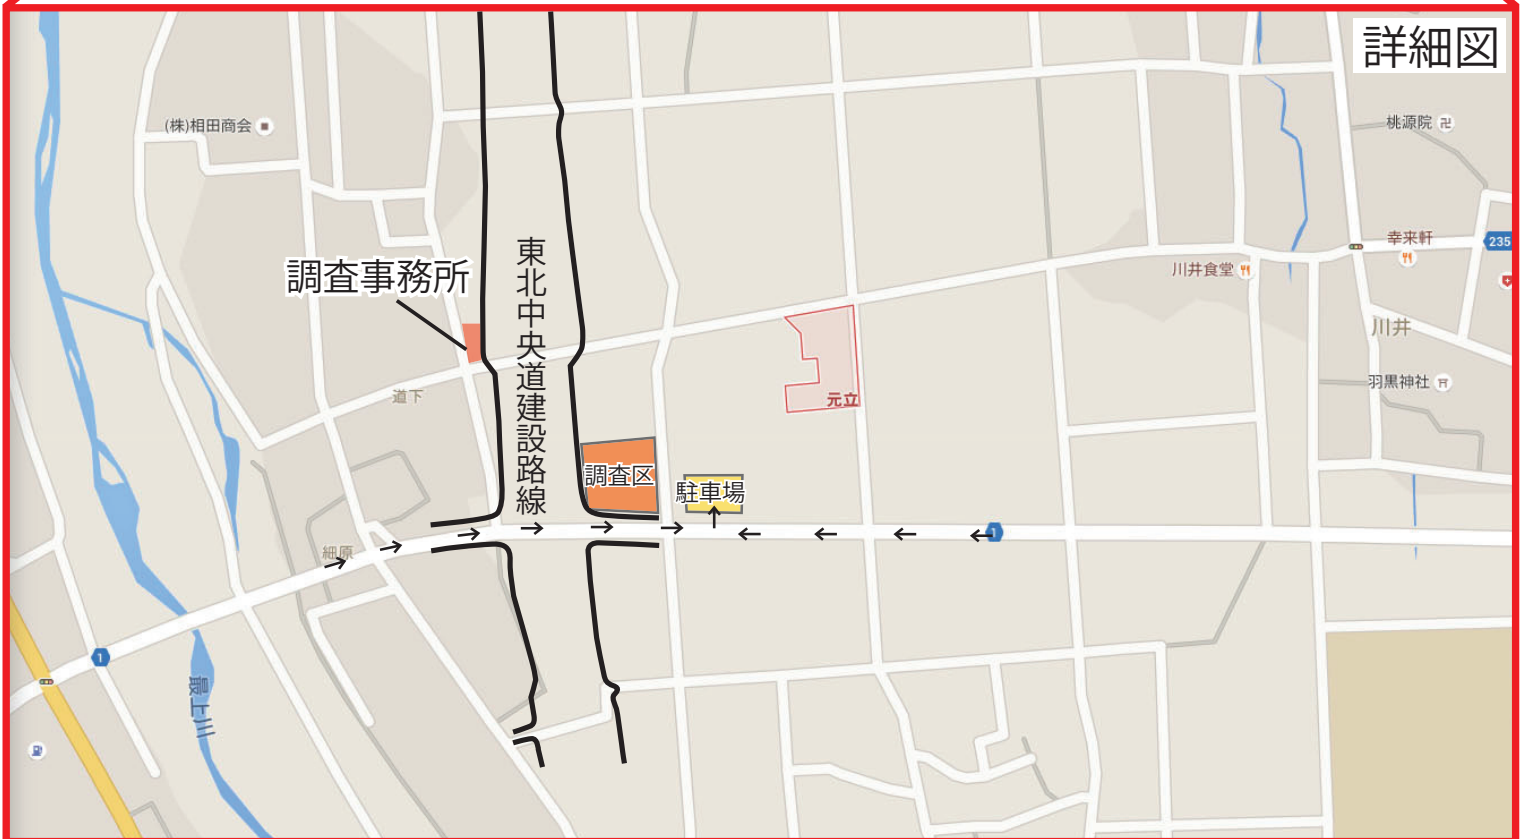 詳細図
(株)相田商会
桃源院
幸来軒
235
川井食堂
調査事務所
東北中央道建設路線
川井
羽黒神社
道下
元立
調査区
駐車場
細原
1
1
最上川